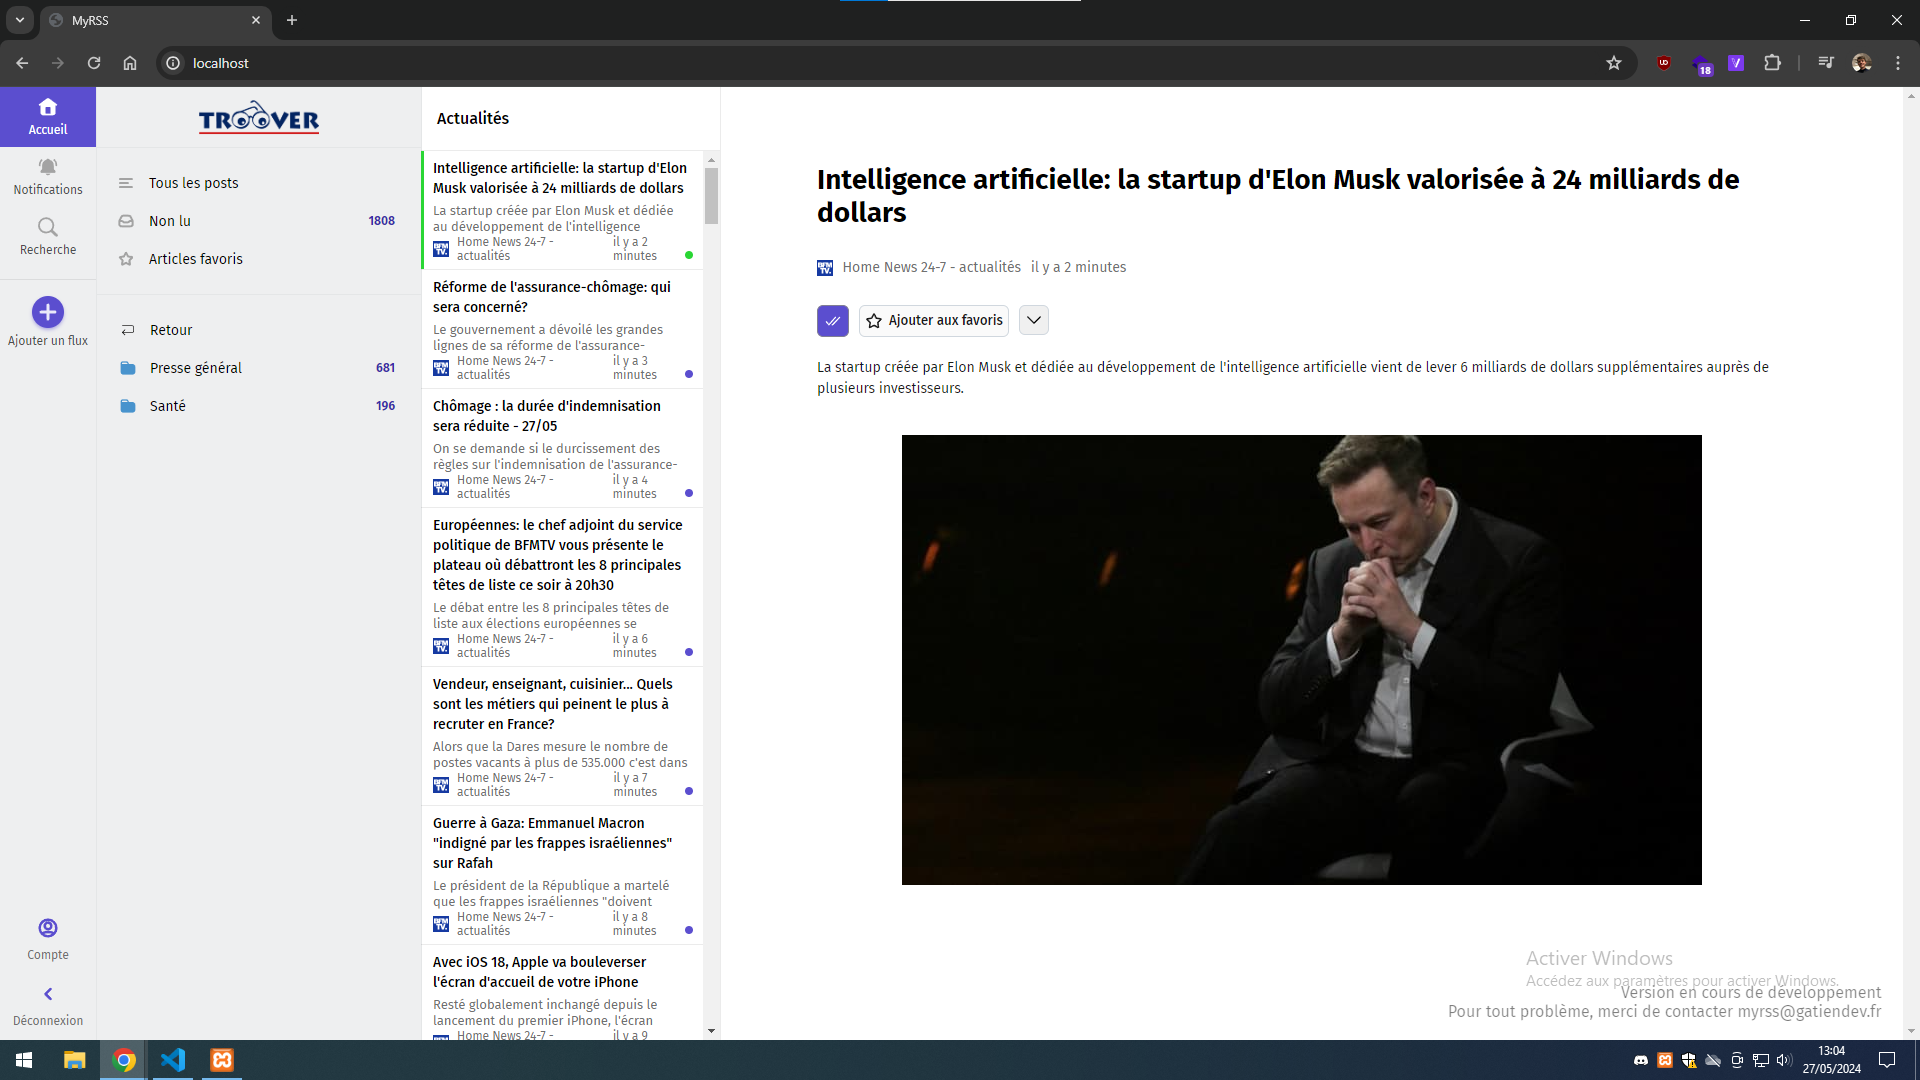 MyRSS
localhost
18
Accueil
Notifications
Recherche
Ajouter un flux
Compte
Déconnexion
TROOVER
Tous les posts
Non lu 1808
Articles favoris
Retour
Presse général 681
Santé 196
Actualités
Intelligence artificielle: la startup d'Elon
Musk valorisée à 24 milliards de dollars
La startup créée par Elon Musk et dédiée
au développement de l'intelligence
BFM
TV.
Home News 24-7 -
actualités
il y a 2
minutes
Réforme de l'assurance-chômage: qui
sera concerné?
Le gouvernement a dévoilé les grandes
lignes de sa réforme de l'assurance-
BFM
TV.
Home News 24-7 -
actualités
il y a 3
minutes
Chômage : la durée d'indemnisation
sera réduite - 27/05
On se demande si le durcissement des
règles sur l'indemnisation de l'assurance-
BFM
TV.
Home News 24-7 -
actualités
il y a 4
minutes
Européennes: le chef adjoint du service
politique de BFMTV vous présente le
plateau où débattront les 8 principales
têtes de liste ce soir à 20h30
Le débat entre les 8 principales têtes de
liste aux élections européennes se
BFM
TV.
Home News 24-7 -
actualités
il y a 6
minutes
Vendeur, enseignant, cuisinier... Quels
sont les métiers qui peinent le plus à
recruter en France?
Alors que la Dares mesure le nombre de
postes vacants à plus de 535.000 c'est dans
BFM
TV.
Home News 24-7 -
actualités
il y a 7
minutes
Guerre à Gaza: Emmanuel Macron
"indigné par les frappes israéliennes"
sur Rafah
Le président de la République a martelé
que les frappes israéliennes "doivent
BFM
TV.
Home News 24-7 -
actualités
il y a 8
minutes
Avec iOS 18, Apple va bouleverser
l'écran d'accueil de votre iPhone
Resté globalement inchangé depuis le
lancement du premier iPhone, l'écran
Home News 24-7 -
il y a 9
Intelligence artificielle: la startup d'Elon Musk valorisée à 24 milliards de
dollars
BFM
TV.
Home News 24-7 - actualités il y a 2 minutes
Ajouter aux favoris
La startup créée par Elon Musk et dédiée au développement de l'intelligence artificielle vient de lever 6 milliards de dollars supplémentaires auprès de
plusieurs investisseurs.
Activer Windows
Accédez aux paramètres pour activer Windows.
Version en cours de développement
Pour tout problème, merci de contacter myrss@gatiendev.fr
13:04
27/05/2024